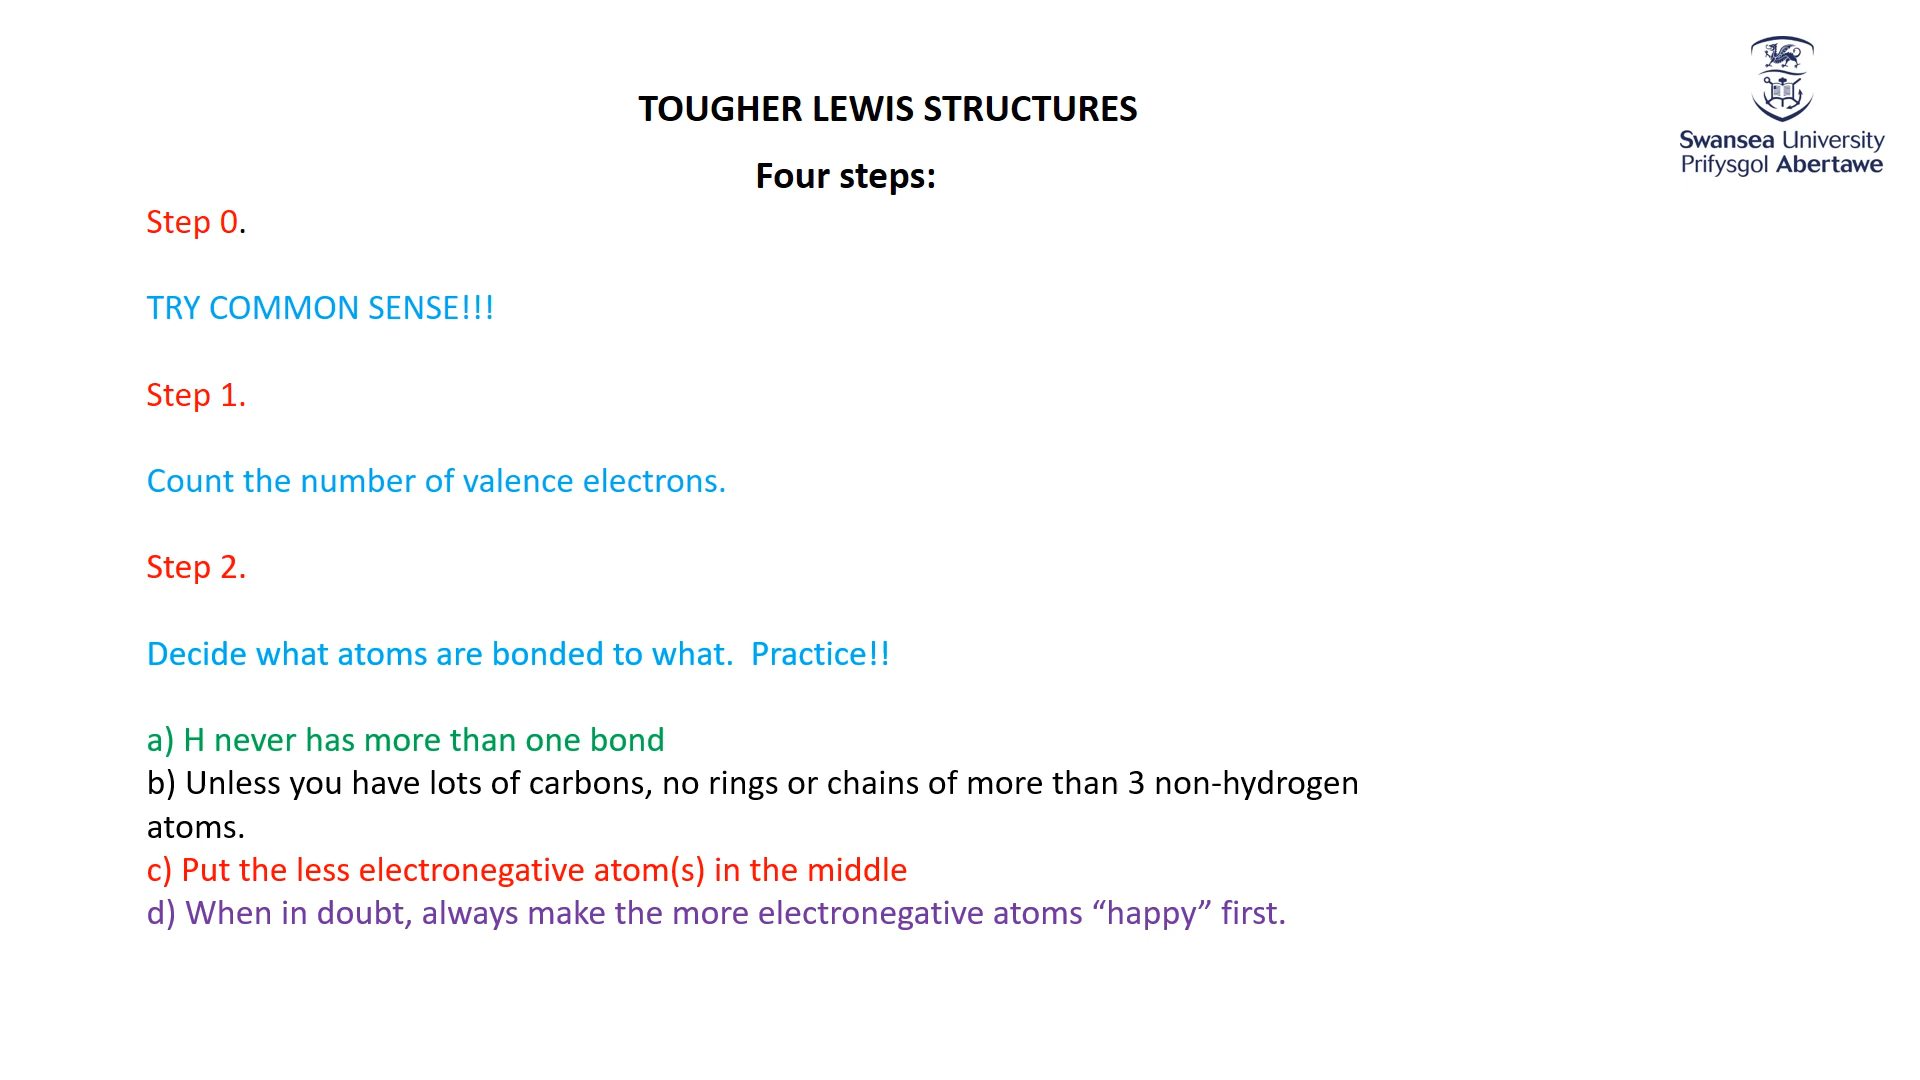 TOUGHER LEWIS STRUCTURES
Swansea University
Prifysgol Abertawe
Four steps:
Step 0.
TRY COMMON SENSE!!!
Step 1.
Count the number of valence electrons.
Step 2.
Decide what atoms are bonded to what.  Practice!!
a) H never has more than one bond
b) Unless you have lots of carbons, no rings or chains of more than 3 non-hydrogen
atoms.
c) Put the less electronegative atom(s) in the middle
d) When in doubt, always make the more electronegative atoms “happy” first.